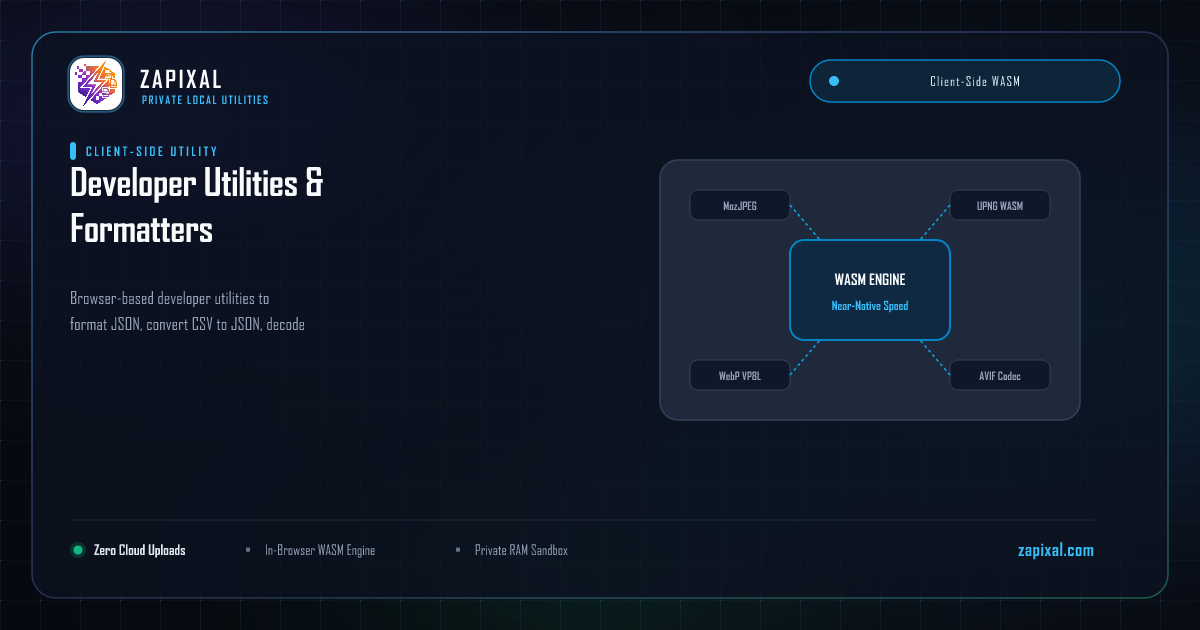 ZAPIXAL
PRIVATE LOCAL UTILITIES
Client-Side WASM
CLIENT-SIDE UTILITY
Developer Utilities &
Formatters
Browser-based developer utilities to
format JSON, convert CSV to JSON, decode
MozJPEG
UPNG WASM
WASM ENGINE
Near-Native Speed
WebP VP8L
AVIF Codec
Zero Cloud Uploads
In-Browser WASM Engine
Private RAM Sandbox
zapixal.com